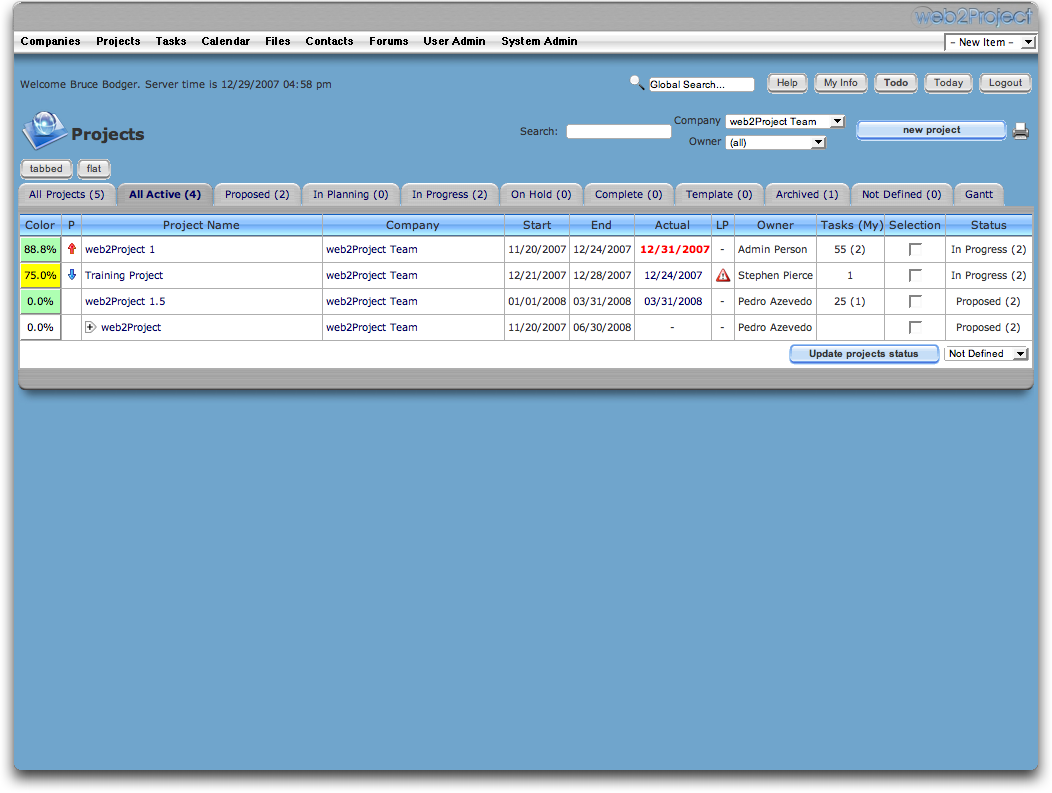 web2Project
Companies Projects Tasks Calendar Files Contacts Forums User Admin System Admin - New Item -
Welcome Bruce Bodger. Server time is 12/29/2007 04:58 pm Global Search... Help My Info Todo Today Logout
Projects Search: Company web2Project Team new project
Owner (all)
tabbed flat
All Projects (5) All Active (4) Proposed (2) In Planning (0) In Progress (2) On Hold (0) Complete (0) Template (0) Archived (1) Not Defined (0) Gantt
Color P Project Name Company Start End Actual LP Owner Tasks (My) Selection Status
88.8% web2Project 1 web2Project Team 11/20/2007 12/24/2007 12/31/2007 - Admin Person 55 (2) In Progress (2)
75.0% Training Project web2Project Team 12/21/2007 12/28/2007 12/24/2007 Stephen Pierce 1 In Progress (2)
0.0% web2Project 1.5 web2Project Team 01/01/2008 03/31/2008 03/31/2008 - Pedro Azevedo 25 (1) Proposed (2)
0.0% web2Project web2Project Team 11/20/2007 06/30/2008 - - Pedro Azevedo Proposed (2)
Update projects status Not Defined